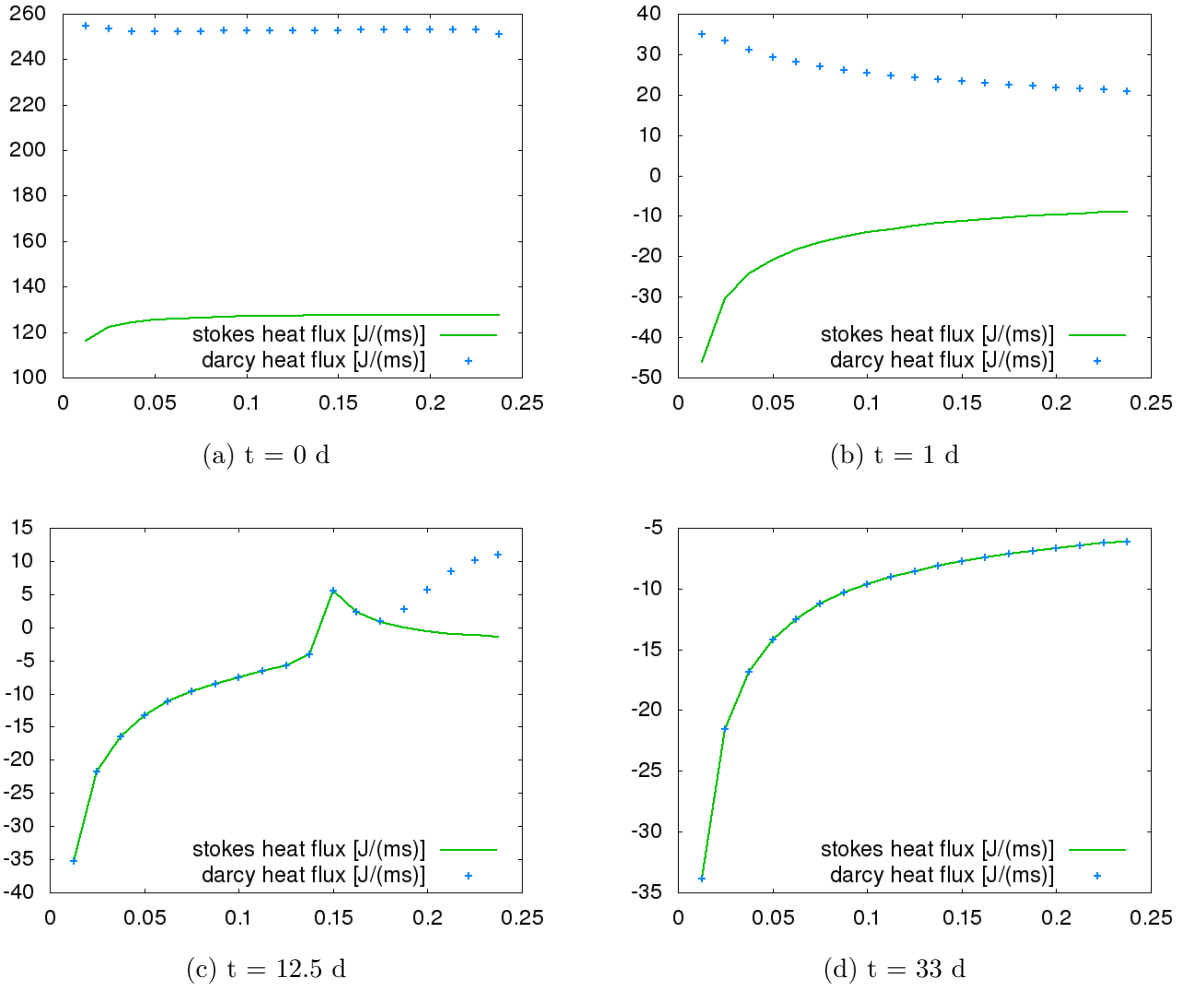 260
240
220
200
180
160
140
120
100
stokes heat flux [J/(ms)]
darcy heat flux [J/(ms)]
0 0.05 0.1 0.15 0.2 0.25
(a) t = 0 d
40
30
20
10
0
-10
-20
-30
-40
-50
stokes heat flux [J/(ms)]
darcy heat flux [J/(ms)]
0 0.05 0.1 0.15 0.2 0.25
(b) t = 1 d
15
10
5
0
-5
-10
-15
-20
-25
-30
-35
-40
stokes heat flux [J/(ms)]
darcy heat flux [J/(ms)]
0 0.05 0.1 0.15 0.2 0.25
(c) t = 12.5 d
-5
-10
-15
-20
-25
-30
-35
stokes heat flux [J/(ms)]
darcy heat flux [J/(ms)]
0 0.05 0.1 0.15 0.2 0.25
(d) t = 33 d